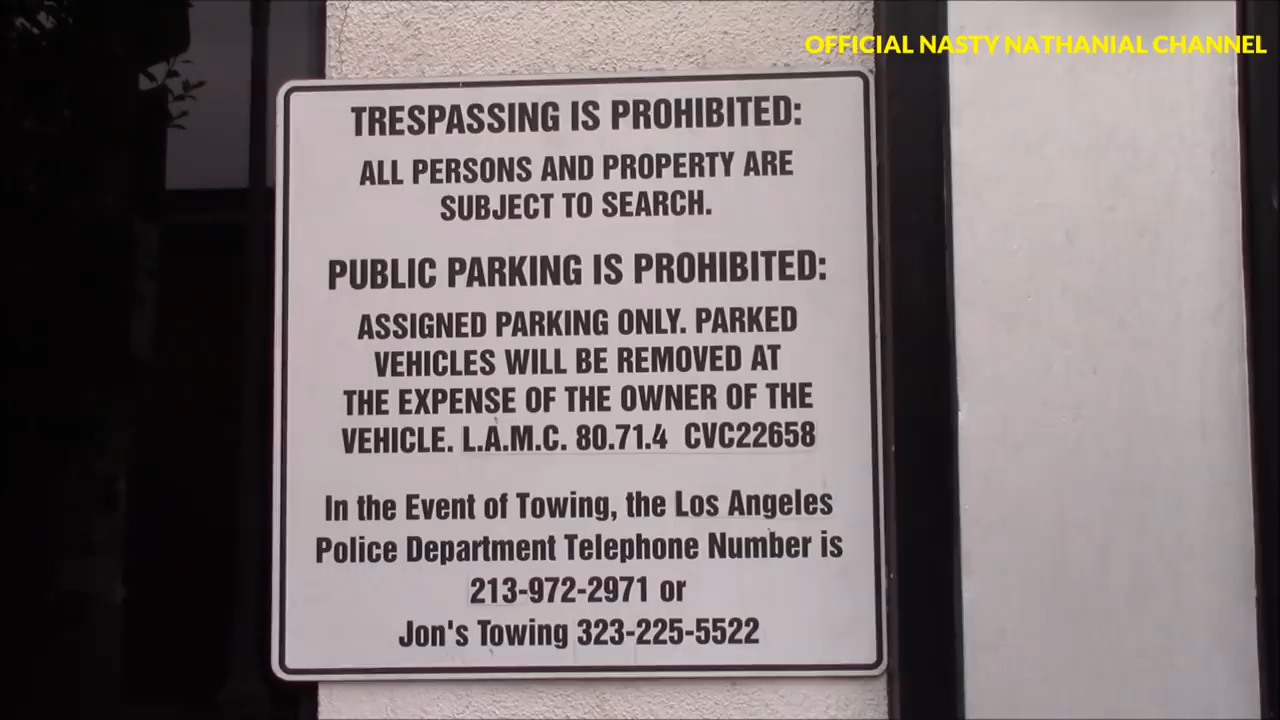 OFFICIAL NASTY NATHANIAL CHANNEL
TRESPASSING IS PROHIBITED:
ALL PERSONS AND PROPERTY ARE
SUBJECT TO SEARCH.
PUBLIC PARKING IS PROHIBITED:
ASSIGNED PARKING ONLY. PARKED
VEHICLES WILL BE REMOVED AT
THE EXPENSE OF THE OWNER OF THE
VEHICLE. L.A.M.C. 80.71.4 CVC22658
In the Event of Towing, the Los Angeles
Police Department Telephone Number is
213-972-2971 or
Jon's Towing 323-225-5522